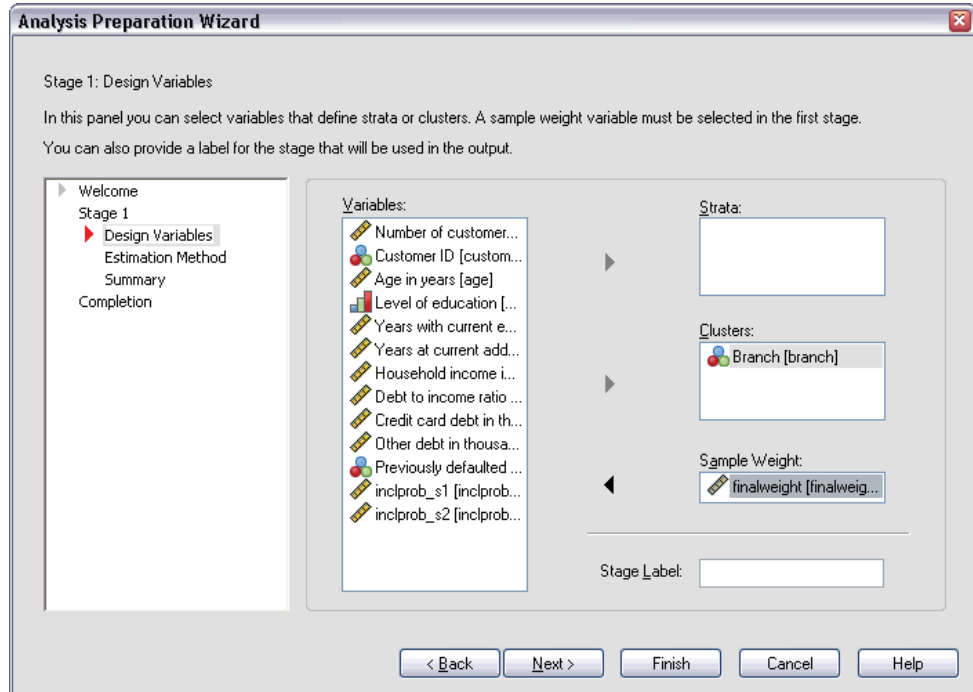 Analysis Preparation Wizard
Stage 1: Design Variables
In this panel you can select variables that define strata or clusters. A sample weight variable must be selected in the first stage.
You can also provide a label for the stage that will be used in the output.
Welcome
Stage 1
Design Variables
Estimation Method
Summary
Completion
Variables:
Number of customer...
Customer ID [custom...
Age in years [age]
Level of education [...
Years with current e...
Years at current add...
Household income i...
Debt to income ratio ...
Credit card debt in th...
Other debt in thousa...
Previously defaulted ...
inclprob_s1 [inclprob...
inclprob_s2 [inclprob...
Strata:
Clusters:
Branch [branch]
Sample Weight:
finalweight [finalweig...
Stage Label:
< Back
Next >
Finish
Cancel
Help